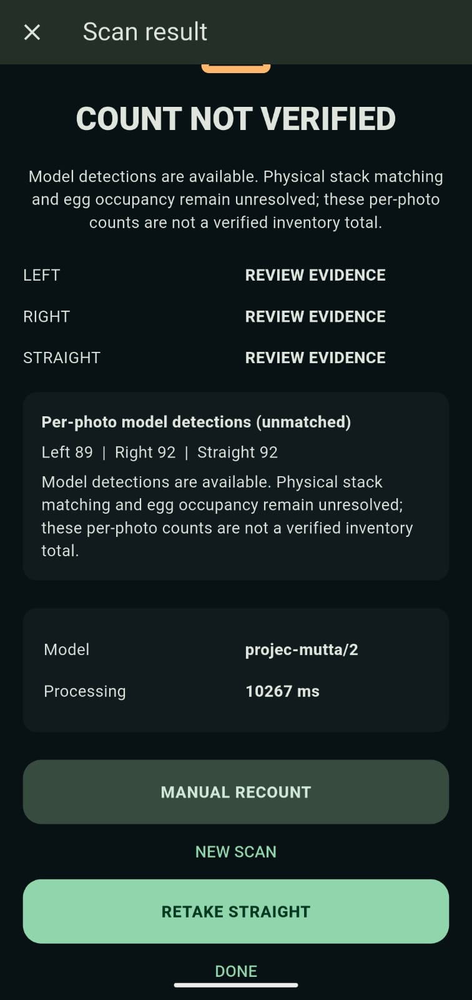 Scan result
COUNT NOT VERIFIED
Model detections are available. Physical stack matching
and egg occupancy remain unresolved; these per-photo
counts are not a verified inventory total.
LEFT REVIEW EVIDENCE
RIGHT REVIEW EVIDENCE
STRAIGHT REVIEW EVIDENCE
Per-photo model detections (unmatched)
Left 89 | Right 92 | Straight 92
Model detections are available. Physical stack
matching and egg occupancy remain unresolved;
these per-photo counts are not a verified inventory
total.
Model projec-mutta/2
Processing 10267 ms
MANUAL RECOUNT
NEW SCAN
RETAKE STRAIGHT
DONE